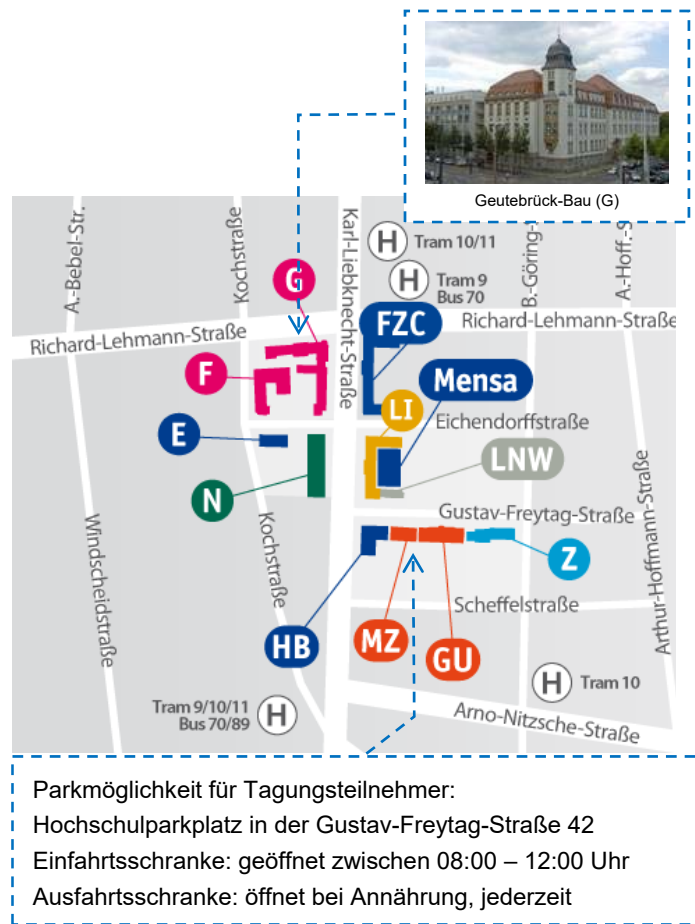 Geutebrück-Bau (G)
A.-Bebel-Str.
Kochstraße
Karl-Liebknecht-Straße
H Tram 10/11
H Tram 9
Bus 70
B.-Göring-
A.-Hoff.-S
G
FZC
Richard-Lehmann-Straße
Richard-Lehmann-Straße
F
Mensa
LI
Eichendorffstraße
E
LNW
N
Gustav-Freytag-Straße
Z
Windscheidstraße
Kochstraße
Arthur-Hoffmann-Straße
Scheffelstraße
HB
MZ
GU
H Tram 10
Tram 9/10/11
Bus 70/89
H
Arno-Nitzsche-Straße
Parkmöglichkeit für Tagungsteilnehmer:
Hochschulparkplatz in der Gustav-Freytag-Straße 42
Einfahrtsschranke: geöffnet zwischen 08:00 – 12:00 Uhr
Ausfahrtsschranke: öffnet bei Annährung, jederzeit